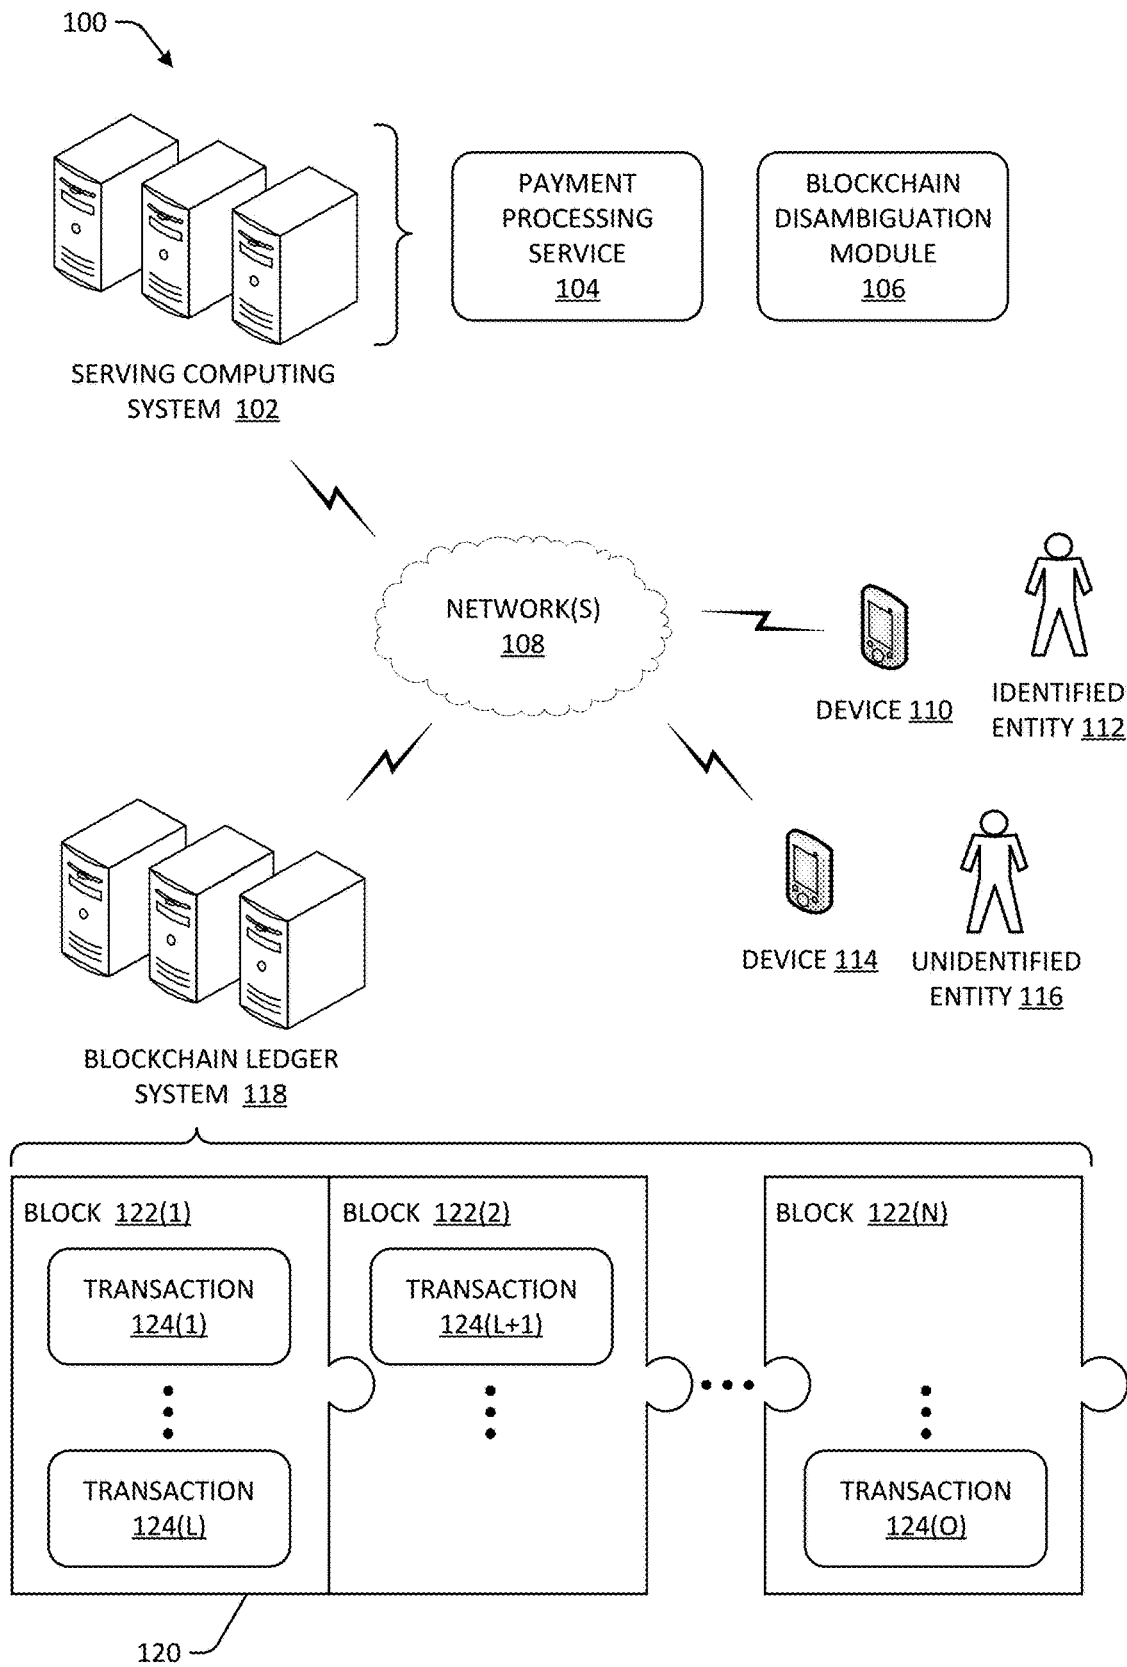 100
PAYMENT
PROCESSING
SERVICE
104
BLOCKCHAIN
DISAMBIGUATION
MODULE
106
SERVING COMPUTING
SYSTEM 102
NETWORK(S)
108
DEVICE 110
IDENTIFIED
ENTITY 112
DEVICE 114
UNIDENTIFIED
ENTITY 116
BLOCKCHAIN LEDGER
SYSTEM 118
BLOCK 122(1)
TRANSACTION
124(1)
TRANSACTION
124(L)
BLOCK 122(2)
TRANSACTION
124(L+1)
BLOCK 122(N)
TRANSACTION
124(O)
120